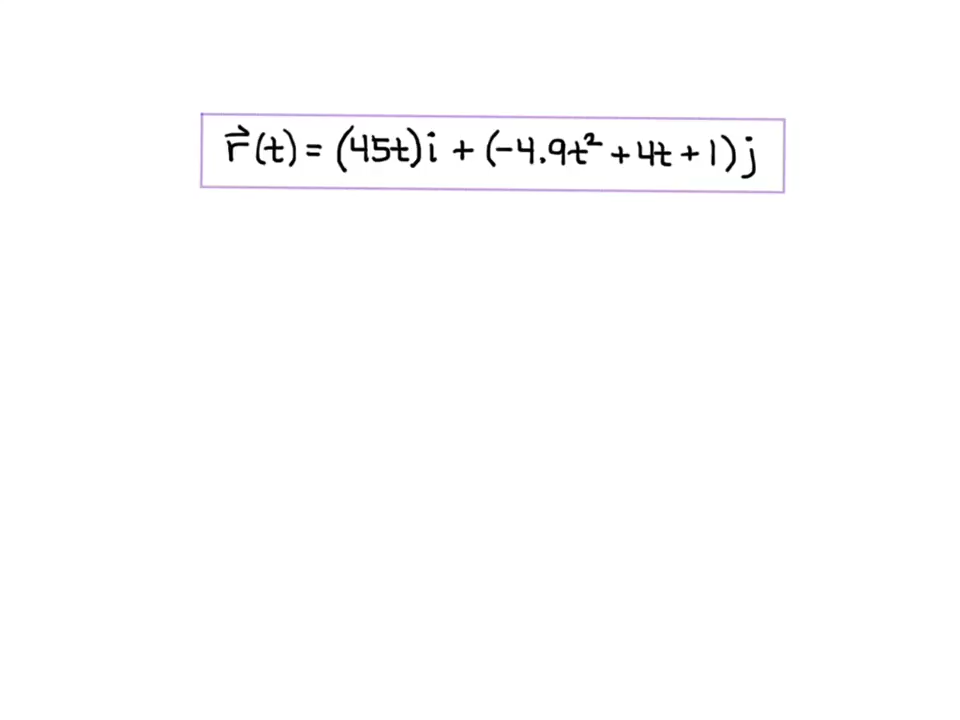 r⃗(t) = (45t)i + (-4.9t² + 4t + 1)j